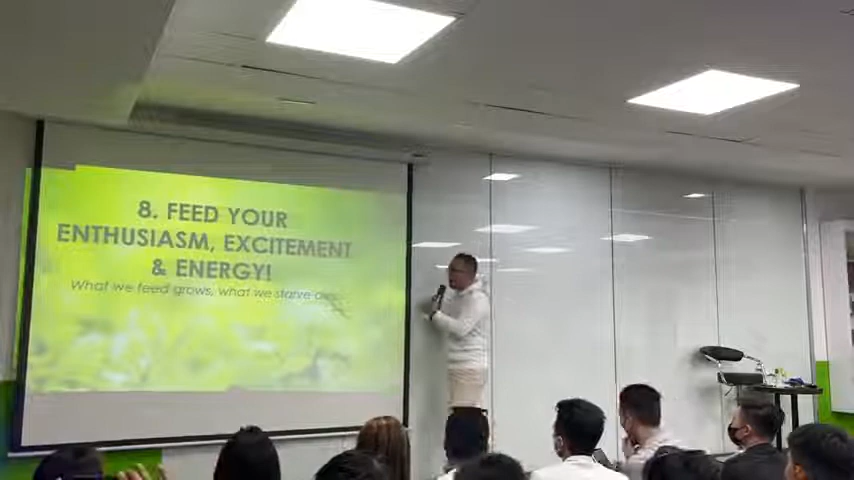 8. FEED YOUR
ENTHUSIASM, EXCITEMENT
& ENERGY!
What we feed grows, what we starve